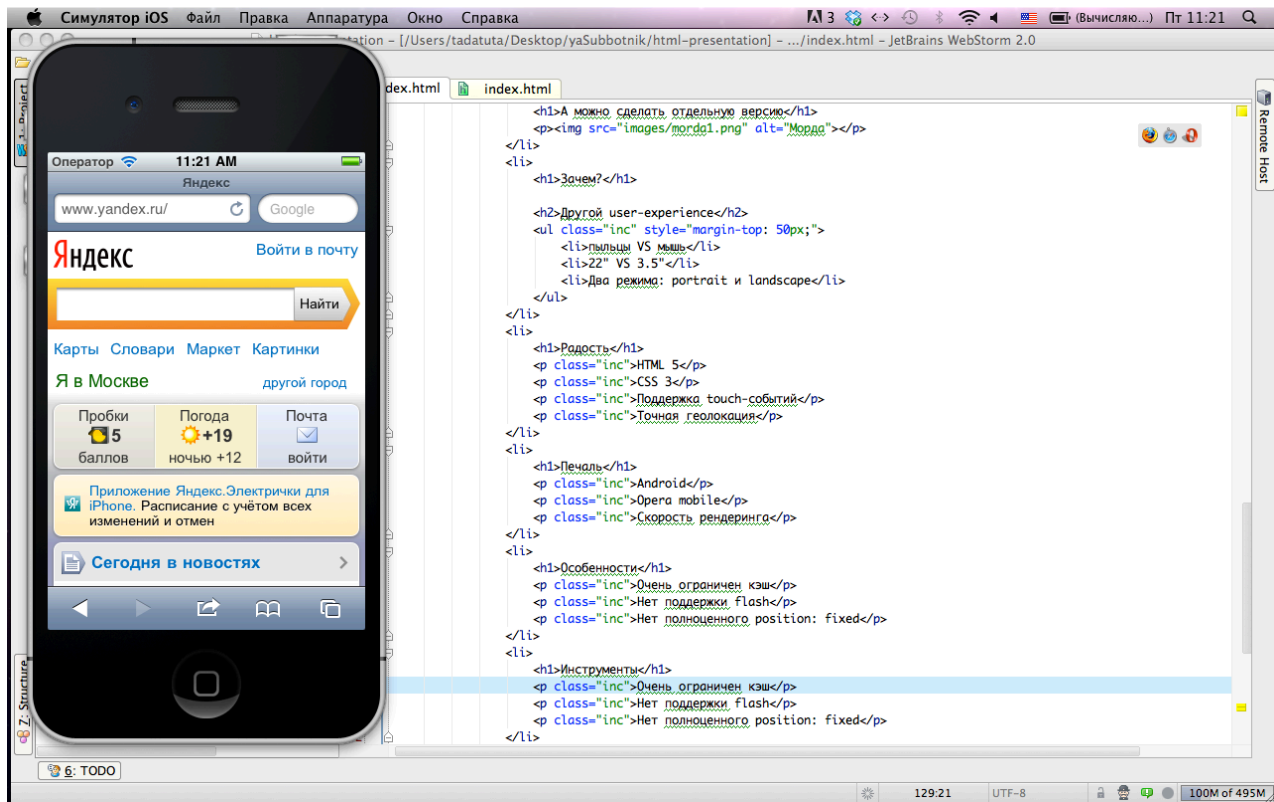 Симулятор iOS Файл Правка Аппаратура Окно Справка 3 (Вычисляю...) Пт 11:21
- [/Users/tadatuta/Desktop/yaSubbotnik/html-presentation] - .../index.html - JetBrains WebStorm 2.0
index.html
1: Project
Remote Host
Оператор 11:21 AM
Яндекс
www.yandex.ru/ Google
Яндекс Войти в почту
Найти
Карты Словари Маркет Картинки
Я в Москве другой город
Пробки Погода Почта
5 +19
баллов ночью +12 войти
Приложение Яндекс.Электрички для
iPhone. Расписание с учётом всех
изменений и отмен
Сегодня в новостях
<h1>А можно сделать отдельную версию</h1>
<p><img src="images/morda1.png" alt="Морда"></p>
</li>
<li>
<h1>Зачем?</h1>
<h2>Другой user-experience</h2>
<ul class="inc" style="margin-top: 50px;">
<li>пыльцы VS мышь</li>
<li>22" VS 3.5"</li>
<li>Два режима: portrait и landscape</li>
</ul>
</li>
<li>
<h1>Радость</h1>
<p class="inc">HTML 5</p>
<p class="inc">CSS 3</p>
<p class="inc">Поддержка touch-событий</p>
<p class="inc">Точная геолокация</p>
</li>
<li>
<h1>Печаль</h1>
<p class="inc">Android</p>
<p class="inc">Opera mobile</p>
<p class="inc">Скорость рендеринга</p>
</li>
<li>
<h1>Особенности</h1>
<p class="inc">Очень ограничен кэш</p>
<p class="inc">Нет поддержки flash</p>
<p class="inc">Нет полноценного position: fixed</p>
</li>
<li>
<h1>Инструменты</h1>
<p class="inc">Очень ограничен кэш</p>
<p class="inc">Нет поддержки flash</p>
<p class="inc">Нет полноценного position: fixed</p>
</li>
Z: Structure
6: TODO
129:21 UTF-8 100M of 495M